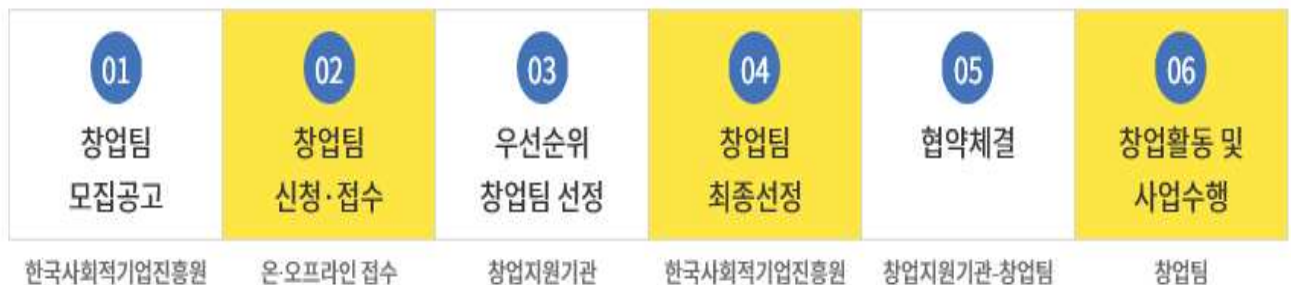 01
창업팀
모집공고
한국사회적기업진흥원
02
창업팀
신청·접수
온·오프라인 접수
03
우선순위
창업팀 선정
창업지원기관
04
창업팀
최종선정
한국사회적기업진흥원
05
협약체결
창업지원기관-창업팀
06
창업활동 및
사업수행
창업팀